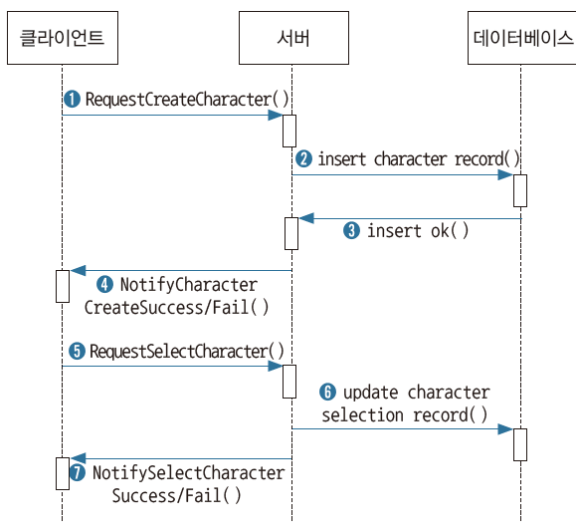 클라이언트
서버
데이터베이스
❶ RequestCreateCharacter()
❷ insert character record()
❸ insert ok()
❹ NotifyCharacter
CreateSuccess/Fail()
❺ RequestSelectCharacter()
❻ update character
selection record()
❼ NotifySelectCharacter
Success/Fail()